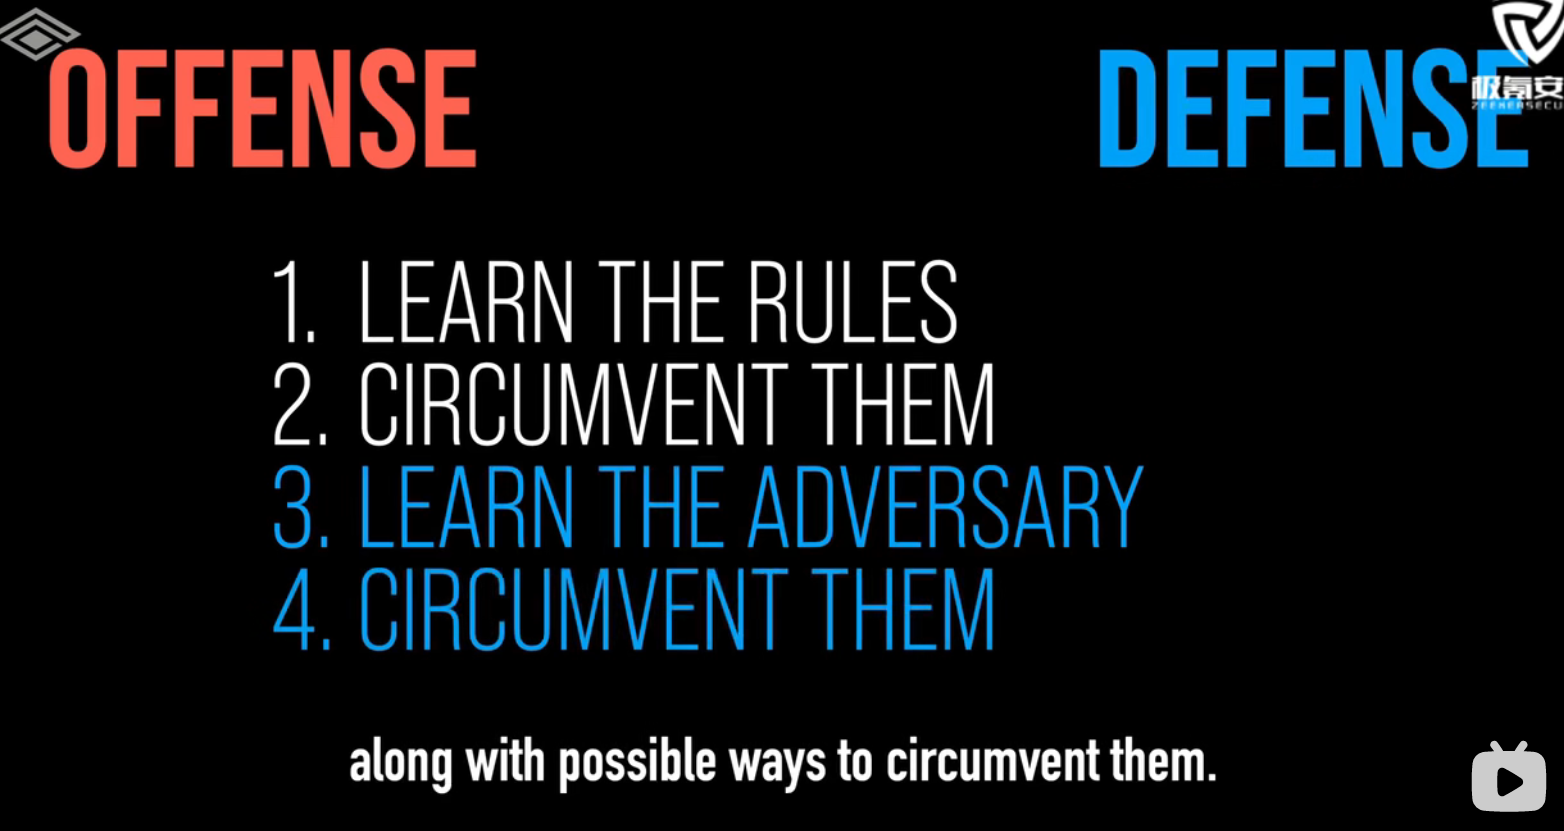 OFFENSE
DEFENSE
极氪安
1. LEARN THE RULES
2. CIRCUMVENT THEM
3. LEARN THE ADVERSARY
4. CIRCUMVENT THEM
along with possible ways to circumvent them.